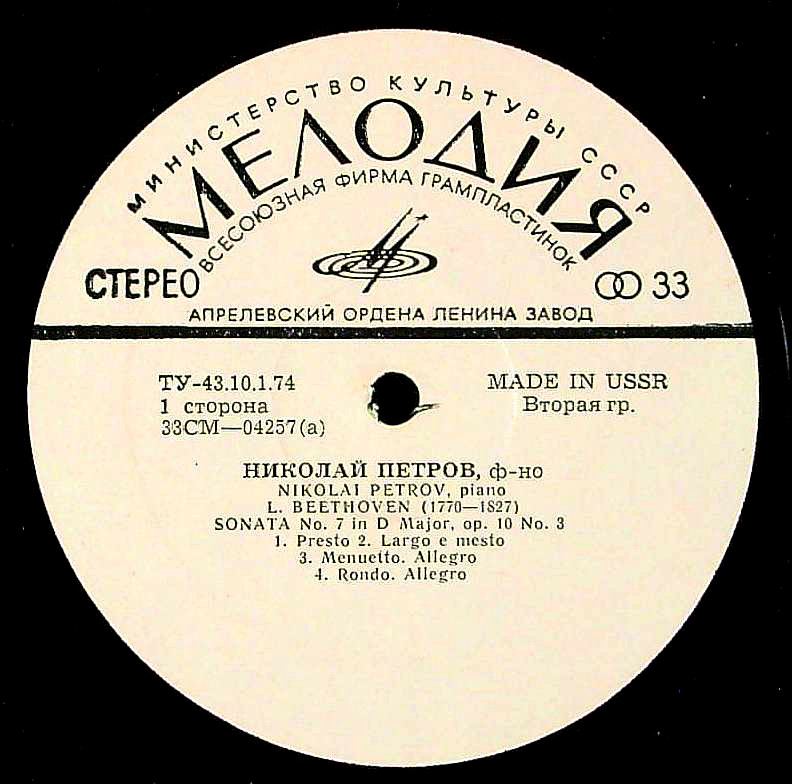 МИНИСТЕРСТВО КУЛЬТУРЫ СССР
МЕЛОДИЯ
ВСЕСОЮЗНАЯ ФИРМА ГРАМПЛАСТИНОК
СТЕРЕО
33
АПРЕЛЕВСКИЙ ОРДЕНА ЛЕНИНА ЗАВОД
ТУ-43.10.1.74
MADE IN USSR
1 сторона
Вторая гр.
33СМ—04257(а)
НИКОЛАЙ ПЕТРОВ, ф-но
NIKOLAI PETROV, piano
L. BEETHOVEN (1770—1827)
SONATA No. 7 in D Major, op. 10 No. 3
1. Presto 2. Largo e mesto
3. Menuetto. Allegro
4. Rondo. Allegro